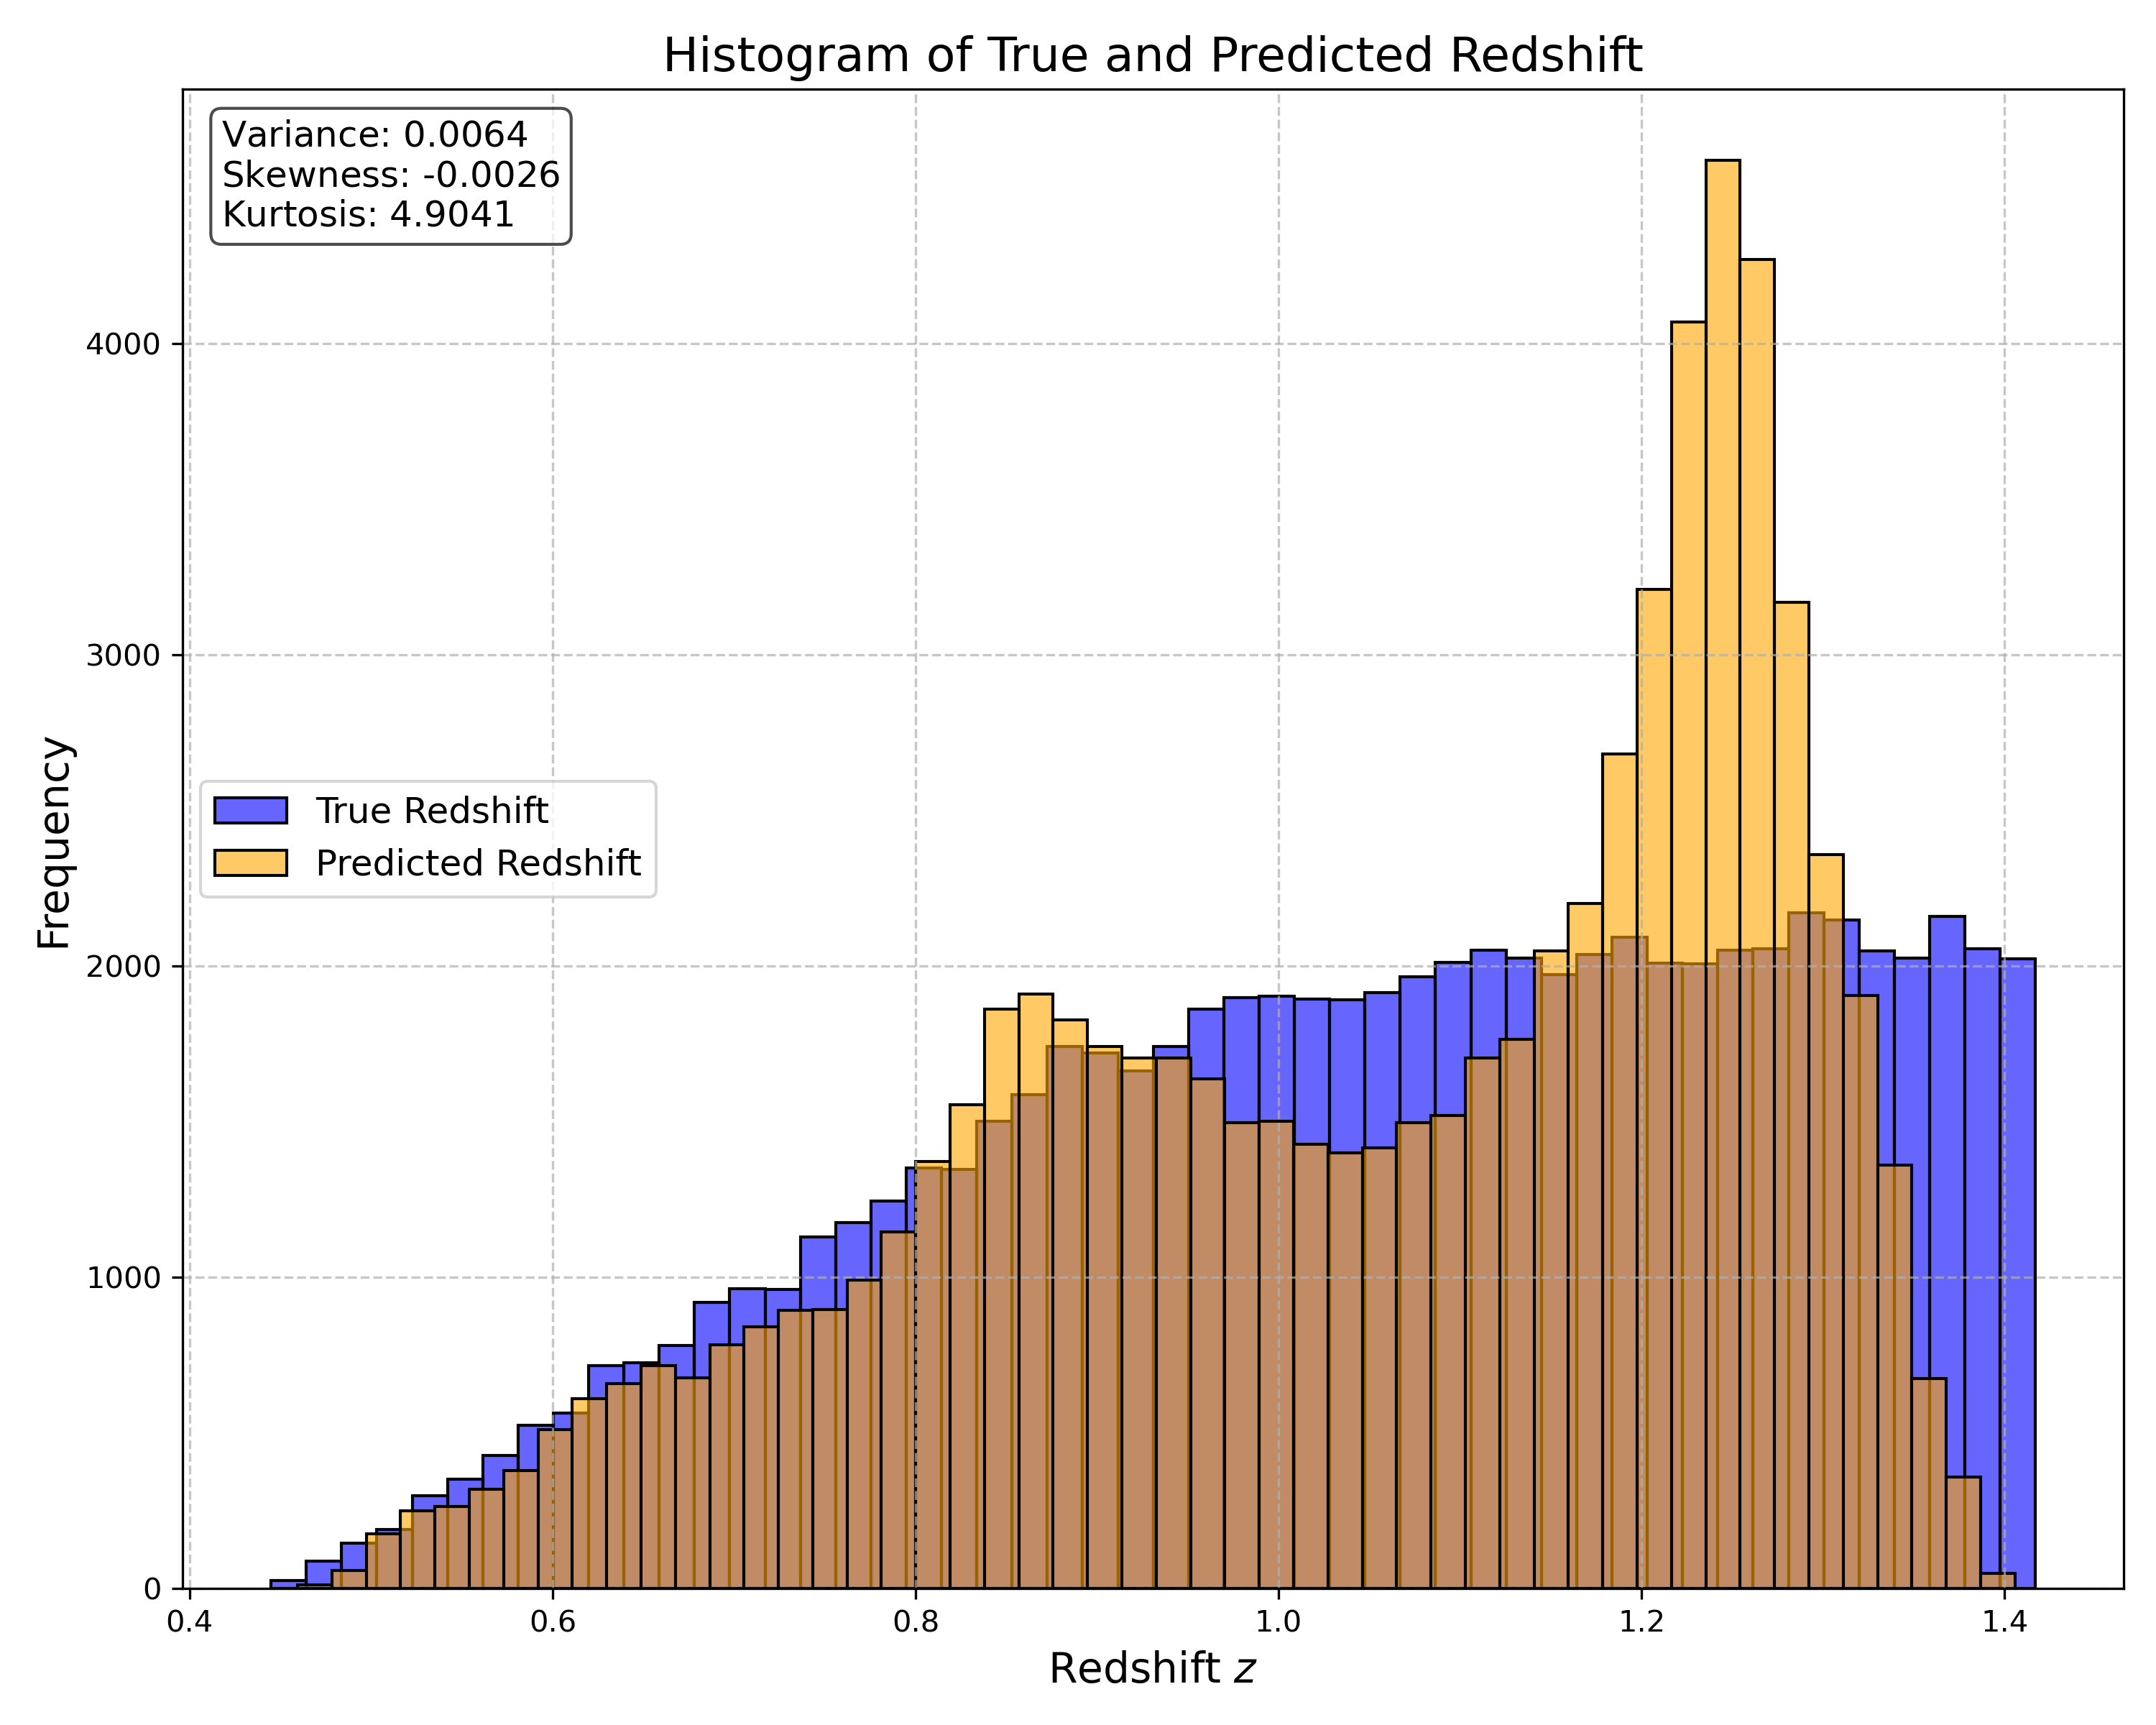 Histogram of True and Predicted Redshift
Variance: 0.0064
Skewness: -0.0026
Kurtosis: 4.9041
True Redshift
Predicted Redshift
Frequency
4000
3000
2000
1000
0
0.4 0.6 0.8 1.0 1.2 1.4
Redshift z